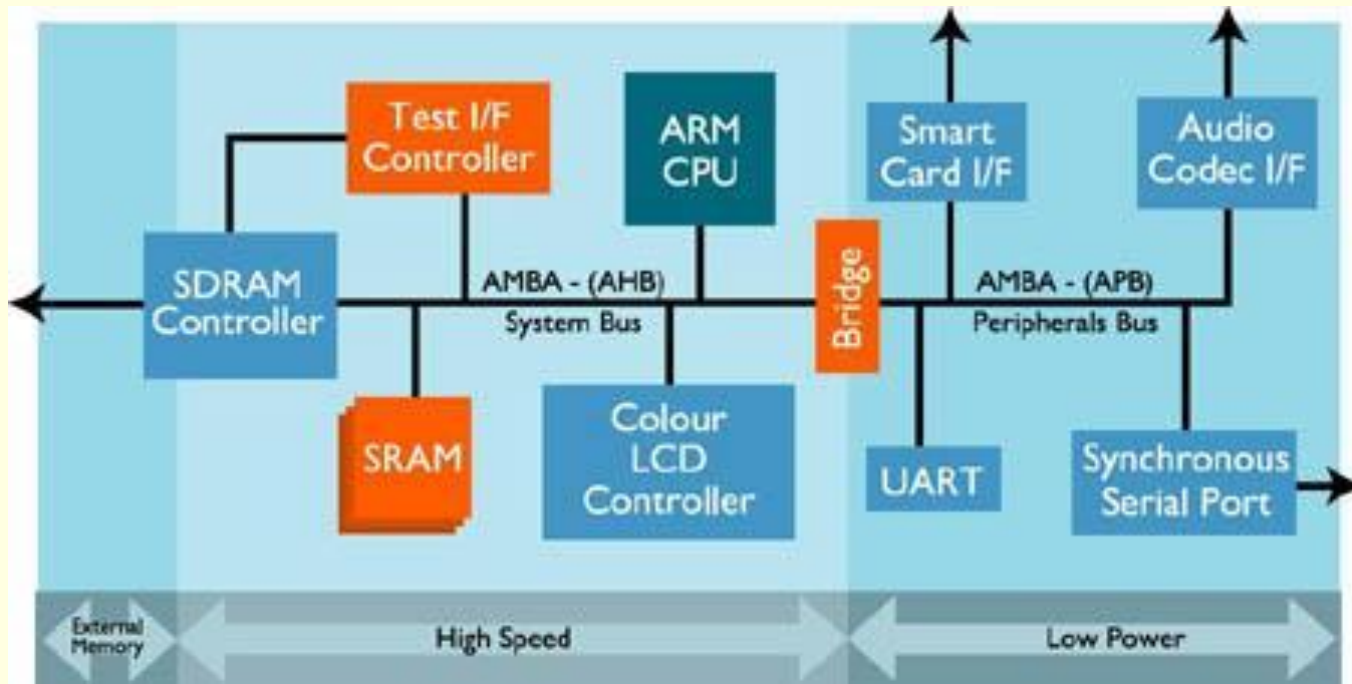 Test I/F
Controller
ARM
CPU
Smart
Card I/F
Audio
Codec I/F
SDRAM
Controller
AMBA - (AHB)
System Bus
Bridge
AMBA - (APB)
Peripherals Bus
SRAM
Colour
LCD
Controller
UART
Synchronous
Serial Port
External
Memory
High Speed
Low Power